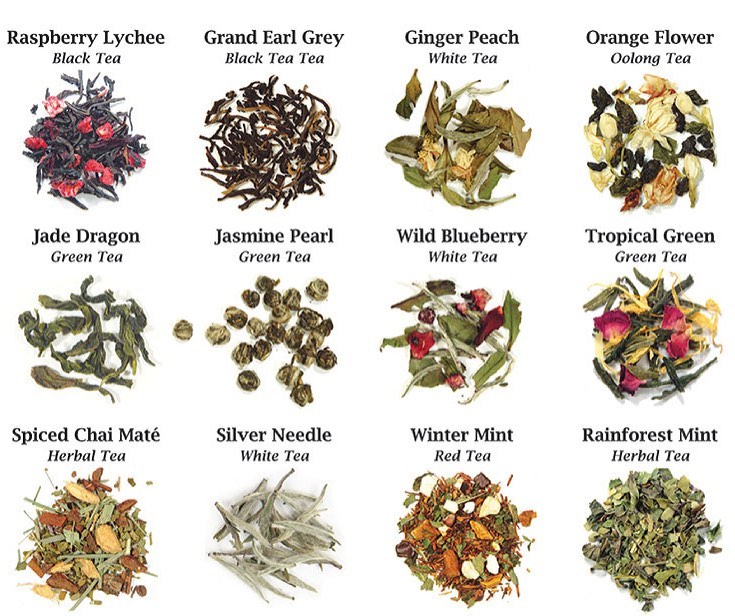 Raspberry Lychee
Black Tea
Grand Earl Grey
Black Tea Tea
Ginger Peach
White Tea
Orange Flower
Oolong Tea
Jade Dragon
Green Tea
Jasmine Pearl
Green Tea
Wild Blueberry
White Tea
Tropical Green
Green Tea
Spiced Chai Maté
Herbal Tea
Silver Needle
White Tea
Winter Mint
Red Tea
Rainforest Mint
Herbal Tea